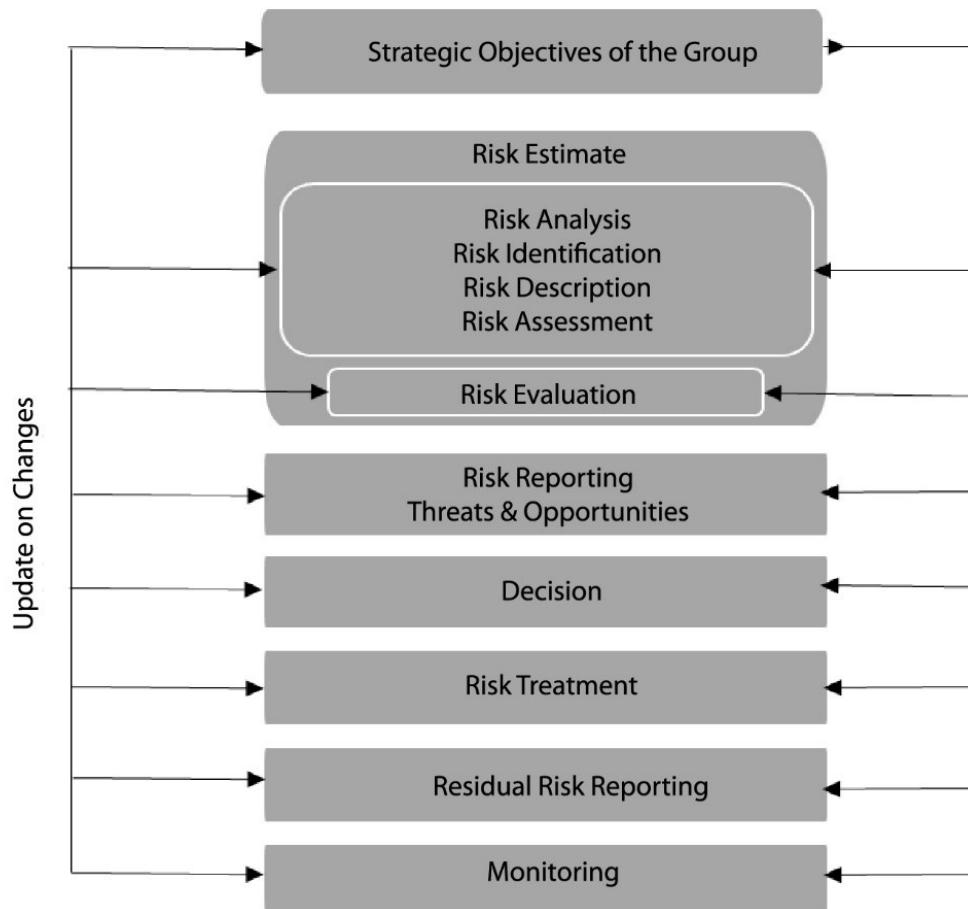 Strategic Objectives of the Group
Risk Estimate
Risk Analysis
Risk Identification
Risk Description
Risk Assessment
Risk Evaluation
Risk Reporting
Threats & Opportunities
Decision
Risk Treatment
Residual Risk Reporting
Monitoring
Update on Changes